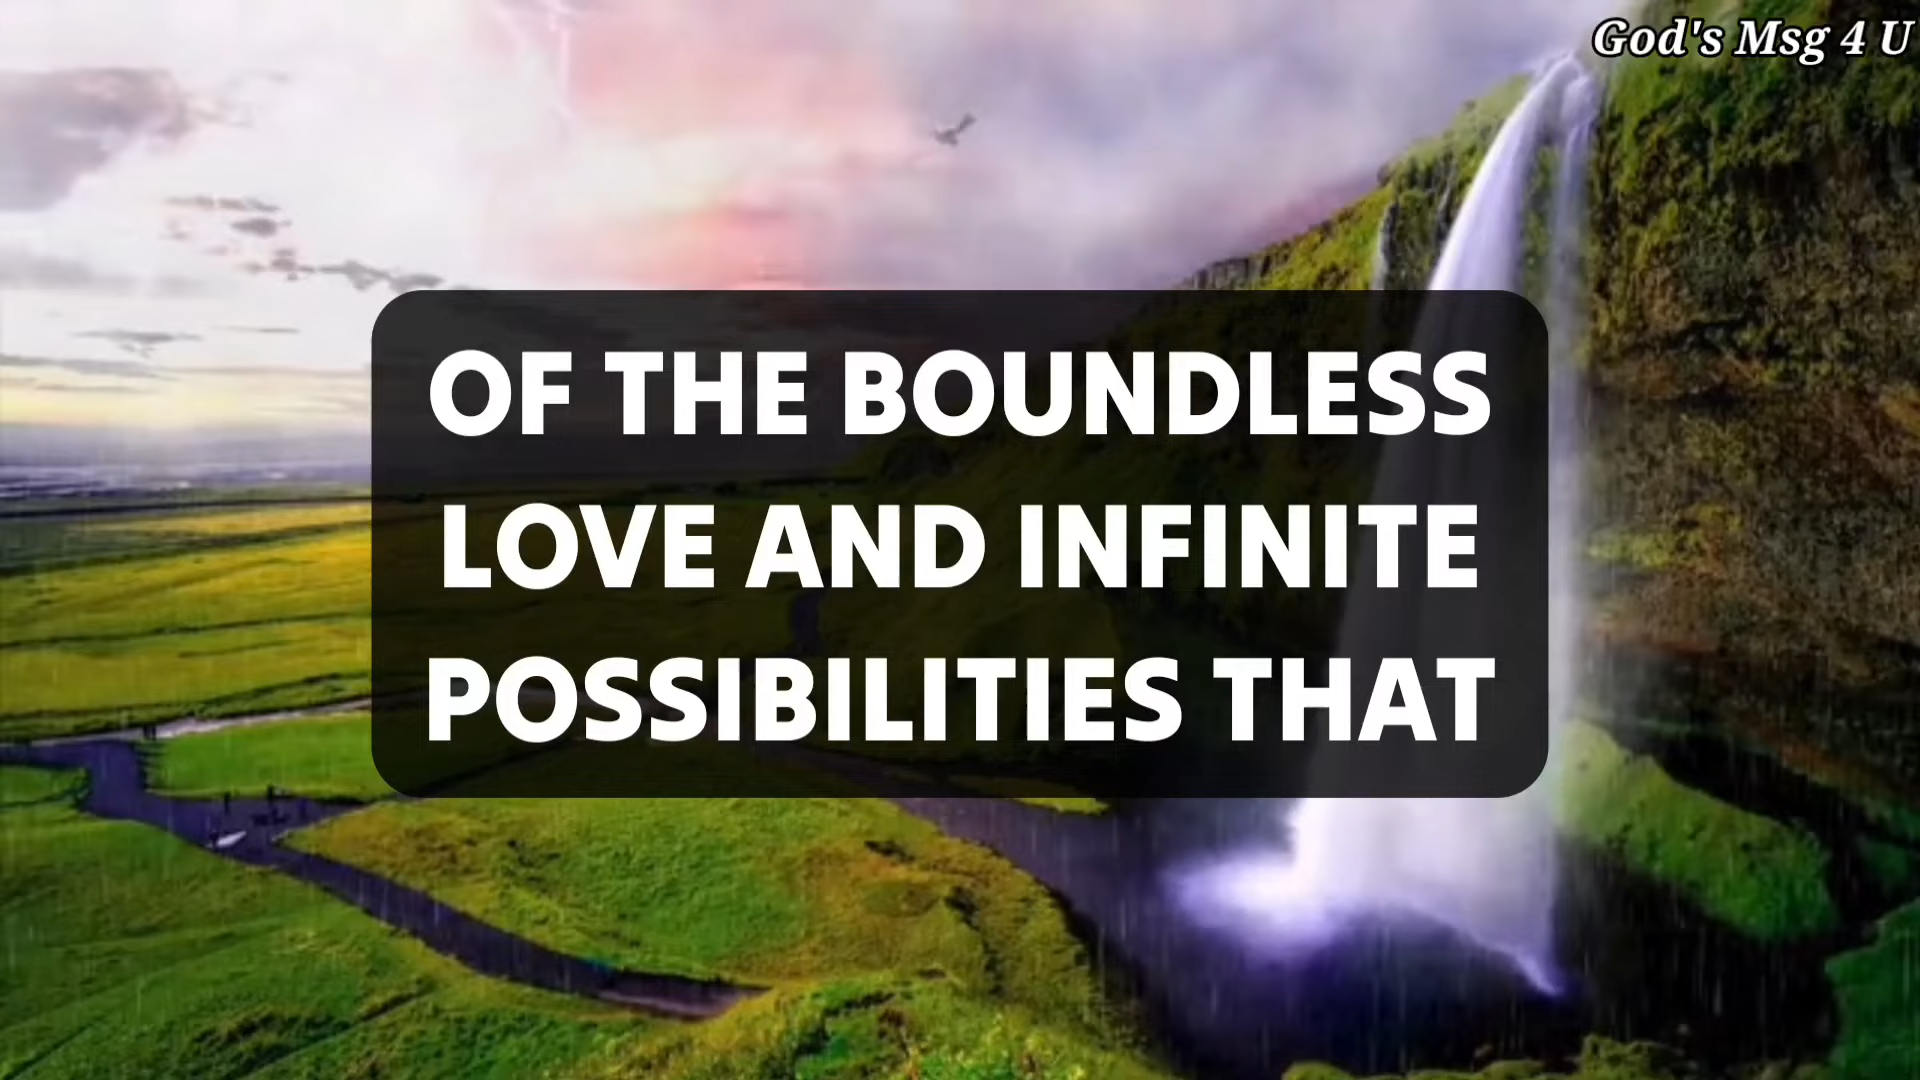 God's Msg 4 U
OF THE BOUNDLESS
LOVE AND INFINITE
POSSIBILITIES THAT